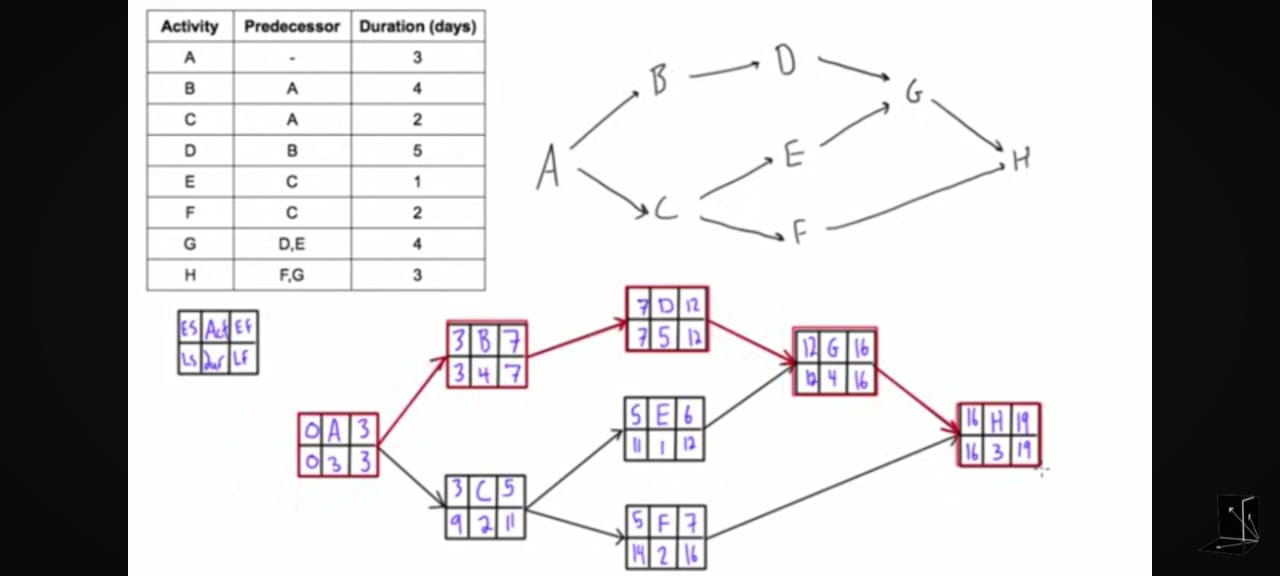 Activity Predecessor Duration (days)
A - 3
B A 4
C A 2
D B 5
E C 1
F C 2
G D,E 4
H F,G 3
B D G
A E H
C F
ES Act EF
LS Dur LF
7 D 12
7 5 12
3 B 7
3 4 7
12 G 16
12 4 16
5 E 6
11 1 12
0 A 3
0 3 3
16 H 19
16 3 19
3 C 5
9 2 11
5 F 7
14 2 16